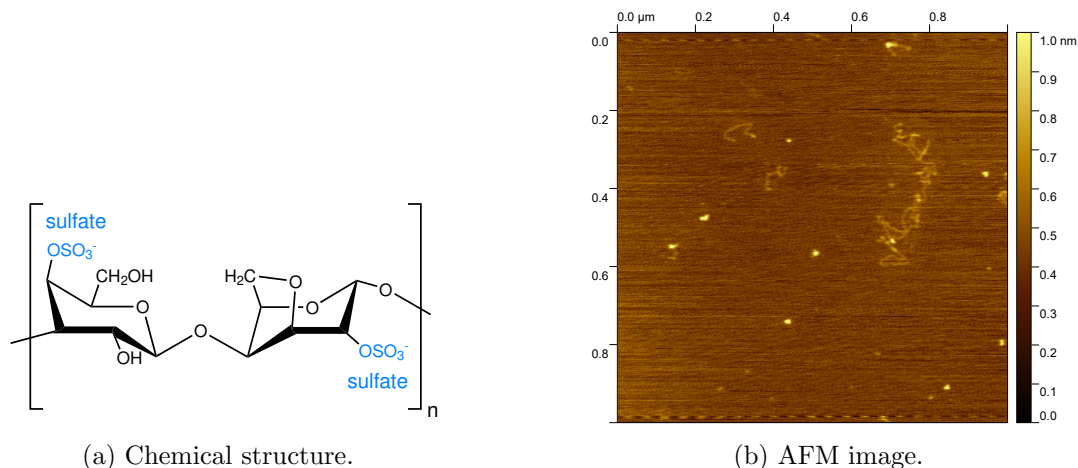 sulfate
OSO₃⁻
CH₂OH
O
OH
O
H₂C
O
O
O
OSO₃⁻
sulfate
n
(a) Chemical structure.
0.0 µm 0.2 0.4 0.6 0.8
0.0
0.2
0.4
0.6
0.8
1.0 nm
0.9
0.8
0.7
0.6
0.5
0.4
0.3
0.2
0.1
0.0
(b) AFM image.